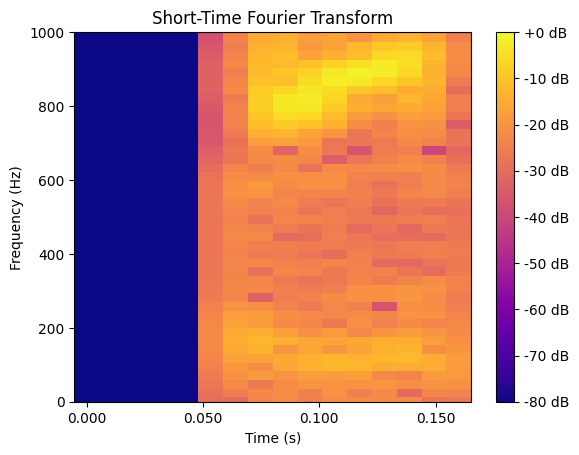 Short-Time Fourier Transform
Frequency (Hz)
1000
800
600
400
200
0
0.000
0.050
0.100
0.150
Time (s)
+0 dB
-10 dB
-20 dB
-30 dB
-40 dB
-50 dB
-60 dB
-70 dB
-80 dB